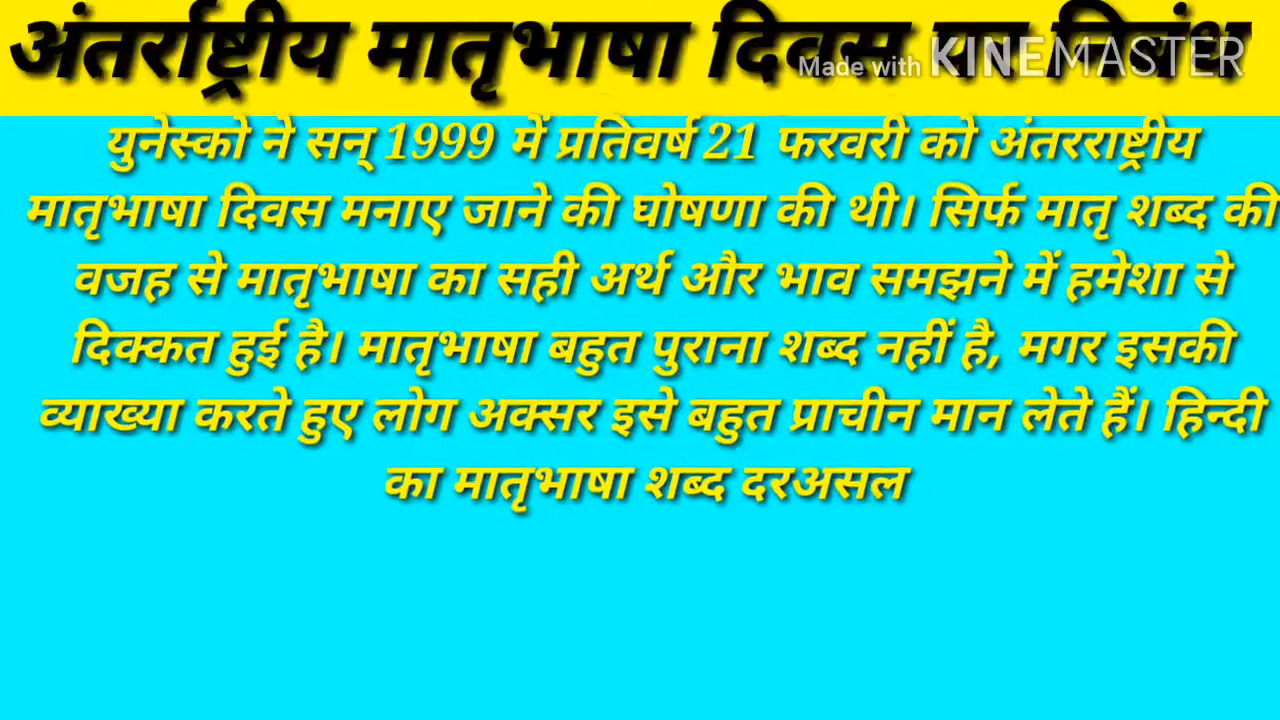 अंतर्राष्ट्रीय मातृभाषा दिवस पर निबंध
Made with KINEMASTER
युनेस्को ने सन् 1999 में प्रतिवर्ष 21 फरवरी को अंतरराष्ट्रीय
मातृभाषा दिवस मनाए जाने की घोषणा की थी। सिर्फ मातृ शब्द की
वजह से मातृभाषा का सही अर्थ और भाव समझने में हमेशा से
दिक्कत हुई है। मातृभाषा बहुत पुराना शब्द नहीं है, मगर इसकी
व्याख्या करते हुए लोग अक्सर इसे बहुत प्राचीन मान लेते हैं। हिन्दी
का मातृभाषा शब्द दरअसल